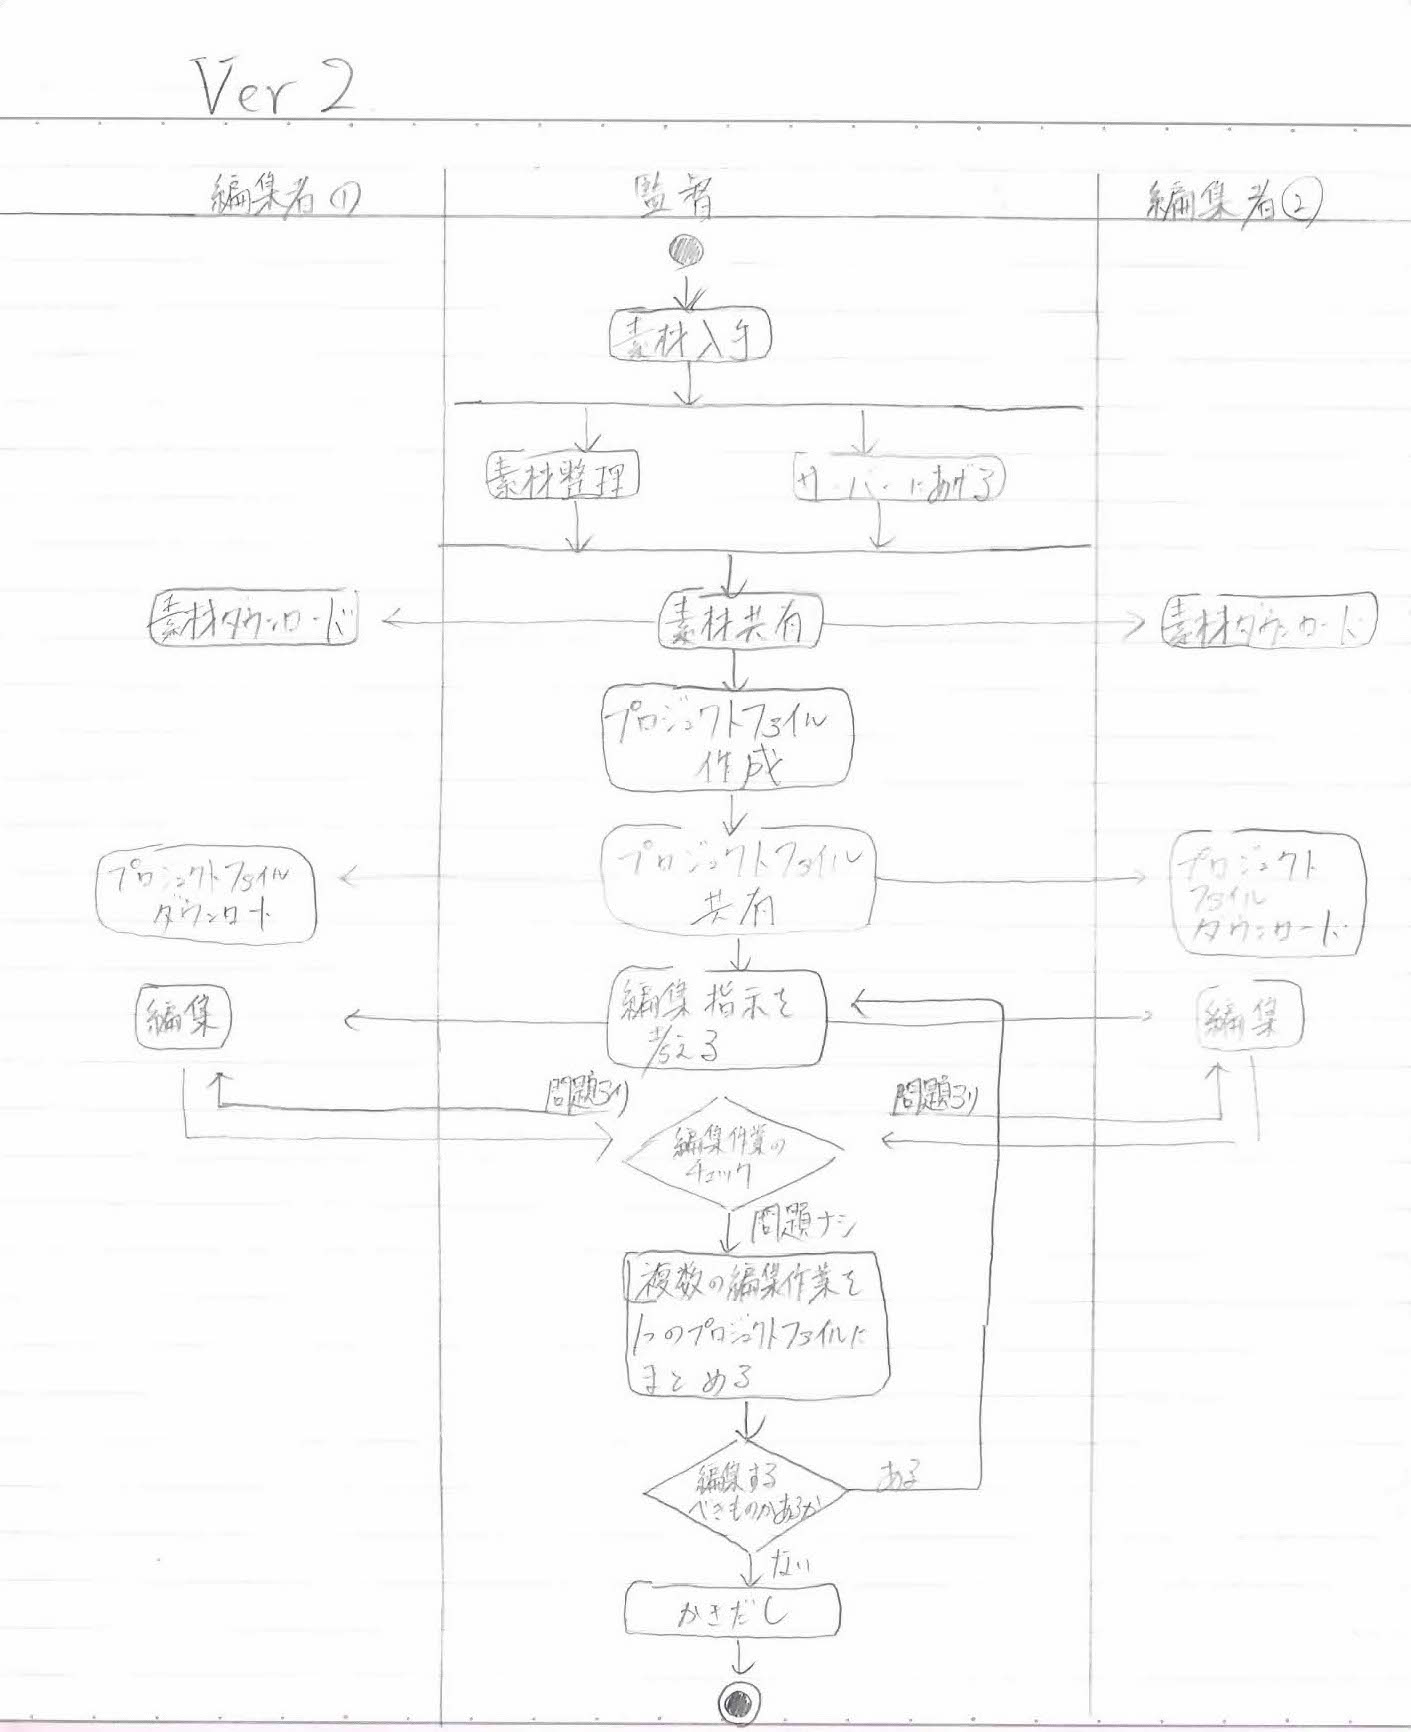 Ver 2
編集者①
監督
編集者②
素材入手
素材整理
サーバーにあげる
素材ダウンロード
素材共有
素材ダウンロード
プロジェクトファイル
作成
プロジェクトファイル
ダウンロード
プロジェクトファイル
共有
プロジェクト
ファイル
ダウンロード
編集
編集指示を
考える
編集
問題アリ
問題アリ
編集作業の
チェック
問題ナシ
複数の編集作業を
1つのプロジェクトファイルに
まとめる
編集する
べきものがあるか
ある
ない
かきだし